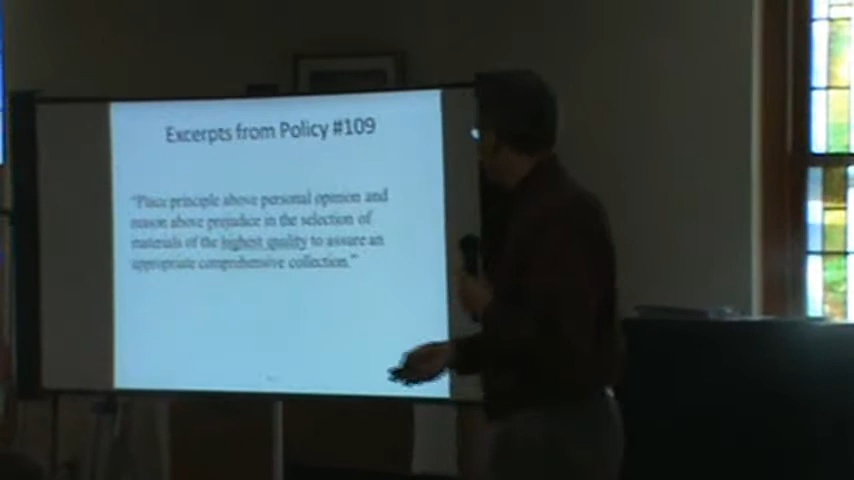 Excerpts from Policy #109
"Place principle above personal opinion and
reason above prejudice in the selection of
materials of the highest quality to assure an
appropriate comprehensive collection."